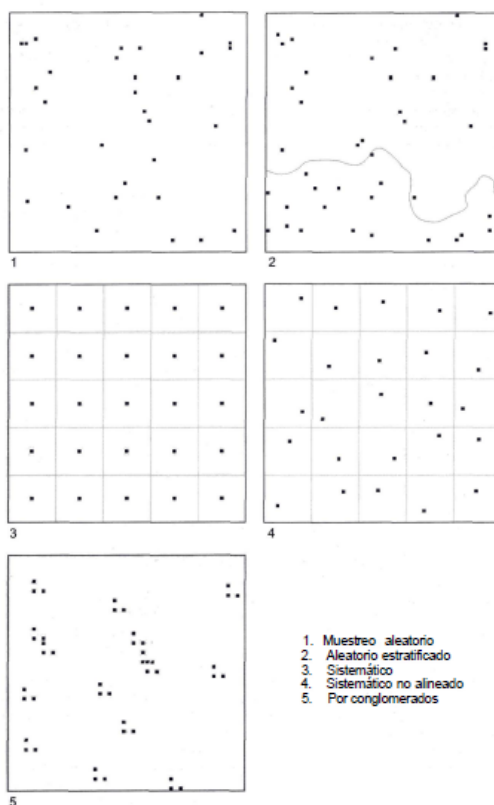 1
2
3
4
1. Muestreo aleatorio
2. Aleatorio estratificado
3. Sistemático
4. Sistemático no alineado
5. Por conglomerados
5